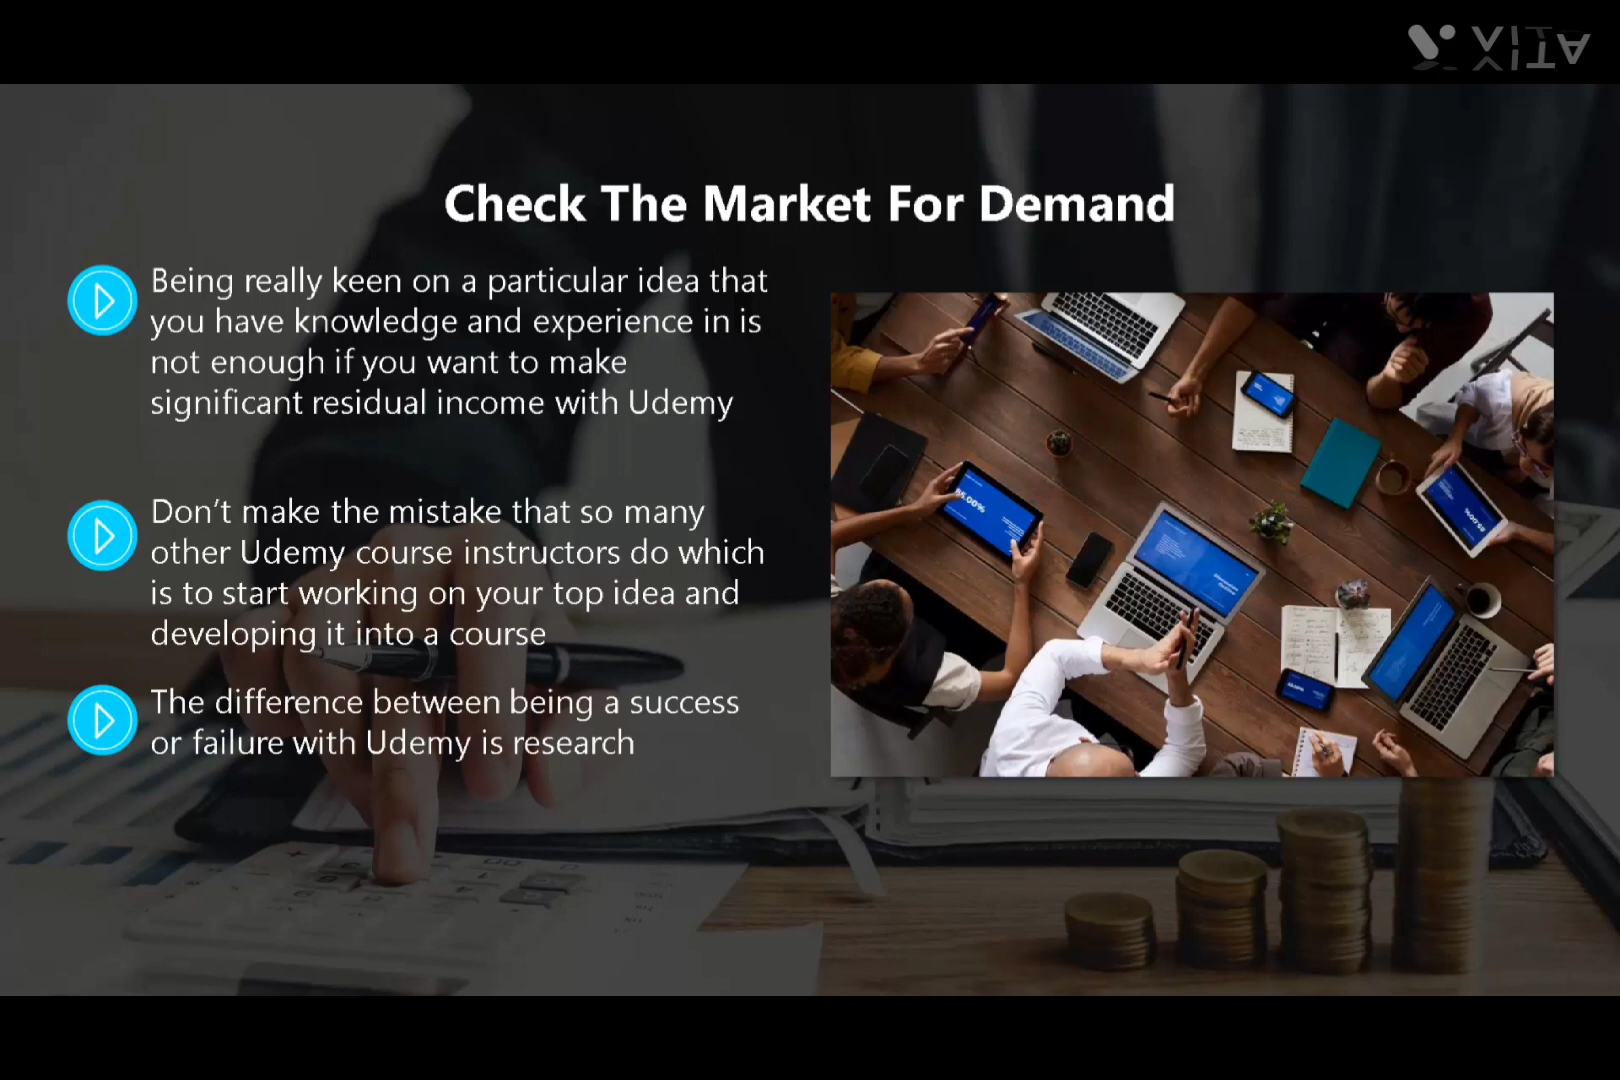 VITA
Check The Market For Demand
Being really keen on a particular idea that
you have knowledge and experience in is
not enough if you want to make
significant residual income with Udemy
Don’t make the mistake that so many
other Udemy course instructors do which
is to start working on your top idea and
developing it into a course
The difference between being a success
or failure with Udemy is research